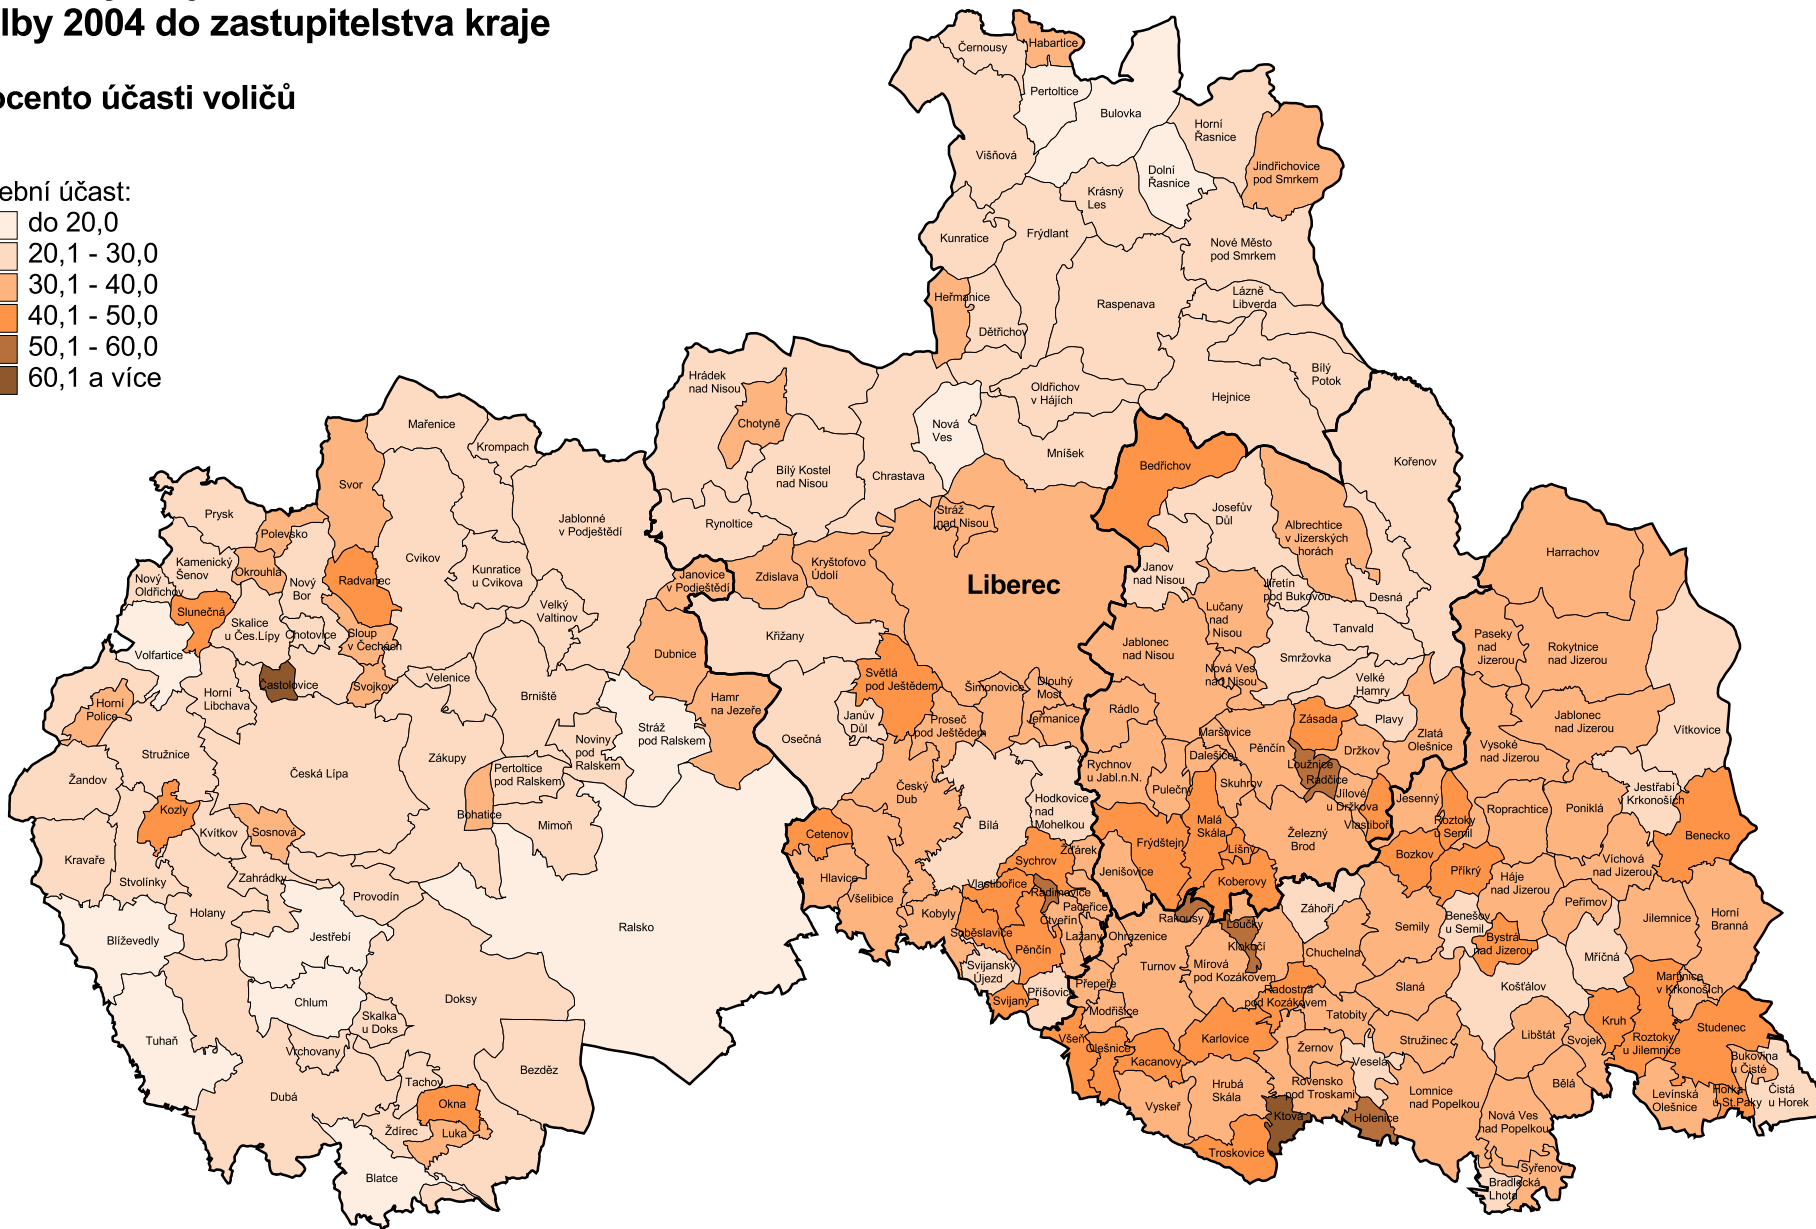 lby 2004 do zastupitelstva kraje
ocento účasti voličů
ební účast:
do 20,0
20,1 - 30,0
30,1 - 40,0
40,1 - 50,0
50,1 - 60,0
60,1 a více
Černousy
Habartice
Pertoltice
Bulovka
Horní
Řasnice
Višňová
Dolní
Řasnice
Jindřichovice
pod Smrkem
Krásný
Les
Kunratice
Frýdlant
Nové Město
pod Smrkem
Heřmanice
Raspenava
Lázně
Libverda
Dětřichov
Bílý
Potok
Hrádek
nad Nisou
Oldřichov
v Hájích
Hejnice
Chotyně
Nová
Ves
Mníšek
Mařenice
Krompach
Bílý Kostel
nad Nisou
Chrastava
Bedřichov
Kořenov
Svor
Prysk
Jablonné
v Podještědí
Rynoltice
Stráž
nad Nisou
Josefův
Důl
Albrechtice
v Jizerských
horách
Polevsko
Harrachov
Cvikov
Kamenický
Šenov
Okrouhla
Nový
Oldřichov
Nový
Bor
Radvanec
Kunratice
u Cvikova
Janovice
v Podještědí
Zdislava
Kryštofovo
Údolí
Liberec
Janov
nad Nisou
Jiřetín
pod Bukovou
Desná
Slunečná
Skalice
u Čes.Lípy
Chotovice
Sloup
v Čechách
Velký
Valtinov
Křižany
Lučany
nad
Nisou
Tanvald
Paseky
nad
Jizerou
Rokytnice
nad Jizerou
Volfartice
Dubnice
Jablonec
nad Nisou
Smržovka
Častolovice
Svojkov
Velenice
Brniště
Horní
Libchava
Horní
Police
Hamr
na Jezeře
Světlá
pod Ještědem
Šimonovice
Dlouhý
Most
Nová Ves
nad Nisou
Velké
Hamry
Rádlo
Zásada
Plavy
Jablonec
nad Jizerou
Vítkovice
Stráž
pod Ralskem
Osečná
Janův
Důl
Proseč
pod Ještědem
Jeřmanice
Maršovice
Pěnčín
Držkov
Zlatá
Olešnice
Vysoké
nad Jizerou
Stružnice
Žandov
Česká Lípa
Zákupy
Noviny
pod
Ralskem
Pertoltice
pod Ralskem
Rychnov
u Jabl.n.N.
Dalešice
Loužnice
Radčice
Skuhrov
Pulečný
Jílové
u Držkova
Jesenný
Jestřabí
v Krkonoších
Kozly
Kvítkov
Sosnová
Bohatice
Mimoň
Český
Dub
Hodkovice
nad
Mohelkou
Bílá
Cetenov
Malá
Skála
Vlastiboř
Roztoky
u Semil
Roprachtice
Poniklá
Benecko
Železný
Brod
Frýdštejn
Líšný
Kravaře
Stvolínky
Zahrádky
Provodín
Holany
Hlavice
Všelibice
Sychrov
Žďárek
Jenišovice
Koberovy
Bozkov
Příkrý
Háje
nad Jizerou
Víchová
nad Jizerou
Vlastibořice
Radimovice
Paceřice
Kobyly
Čtveřín
Rakousy
Loučky
Záhoří
Semily
Benešov
u Semil
Peřimov
Jilemnice
Horní
Branná
Blíževedly
Jestřebí
Ralsko
Soběslavice
Pěnčín
Lažany
Ohrazenice
Klokočí
Chuchelna
Bystrá
nad Jizerou
Mříčná
Svijanský
Újezd
Turnov
Mírová
pod Kozákovem
Chlum
Doksy
Svijany
Příšovice
Přepeře
Modřišice
Radostná
pod Kozákovem
Slaná
Košťálov
Martinice
v Krkonoších
Tuhaň
Skalka
u Doks
Vrchovany
Tatobity
Všeň
Olešnice
Karlovice
Žernov
Stružinec
Libštát
Svojek
Kruh
Roztoky
u Jilemnice
Studenec
Kacanovy
Veselá
Bukovina
u Čisté
Bezděz
Tachov
Dubá
Okna
Hrubá
Skála
Rovensko
pod Troskami
Lomnice
nad Popelkou
Bělá
Levínská
Olešnice
Horka
u St.Paky
Čistá
u Horek
Vyskeř
Ktová
Holenice
Nová Ves
nad Popelkou
Ždírec
Luka
Troskovice
Syřenov
Blatce
Bradlecká
Lhota